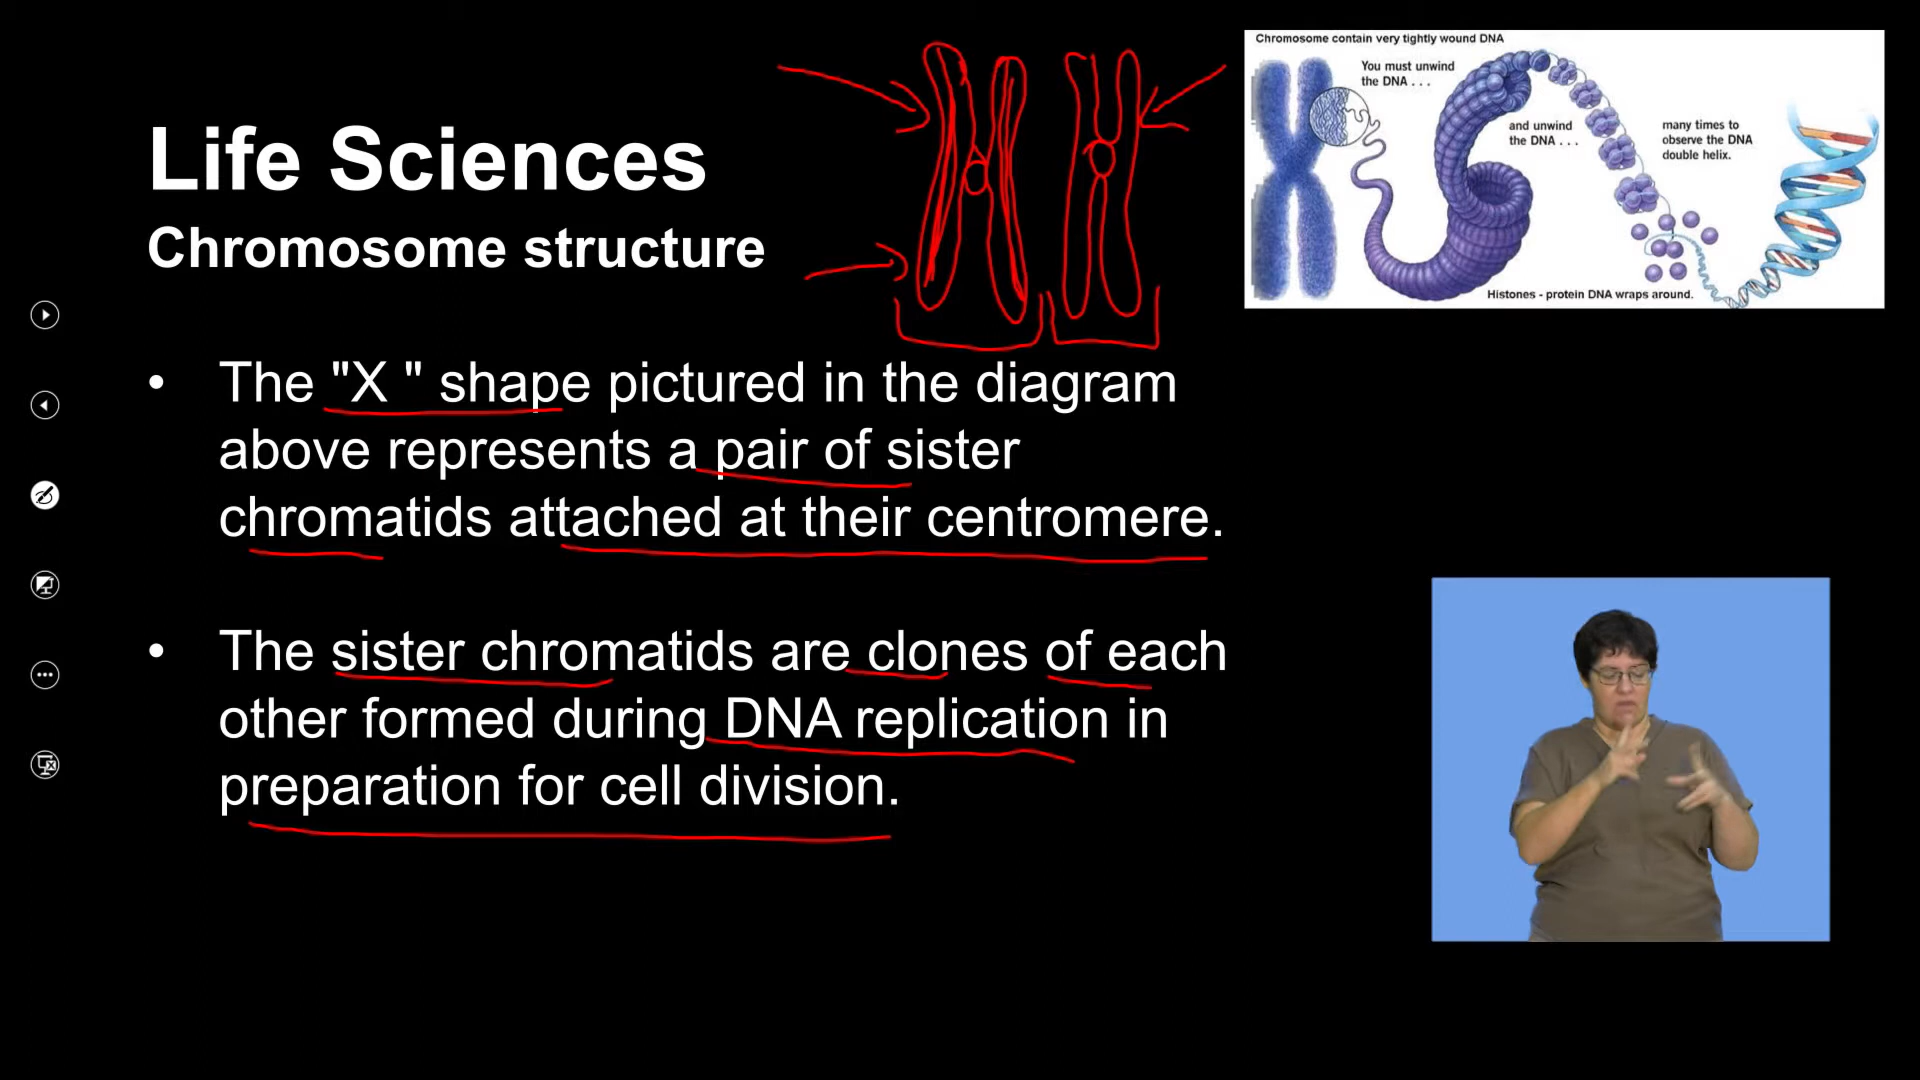 Life Sciences
Chromosome structure
Chromosome contain very tightly wound DNA
You must unwind
the DNA . . .
and unwind
the DNA . . .
many times to
observe the DNA
double helix.
Histones - protein DNA wraps around.
• The "X " shape pictured in the diagram
above represents a pair of sister
chromatids attached at their centromere.
• The sister chromatids are clones of each
other formed during DNA replication in
preparation for cell division.